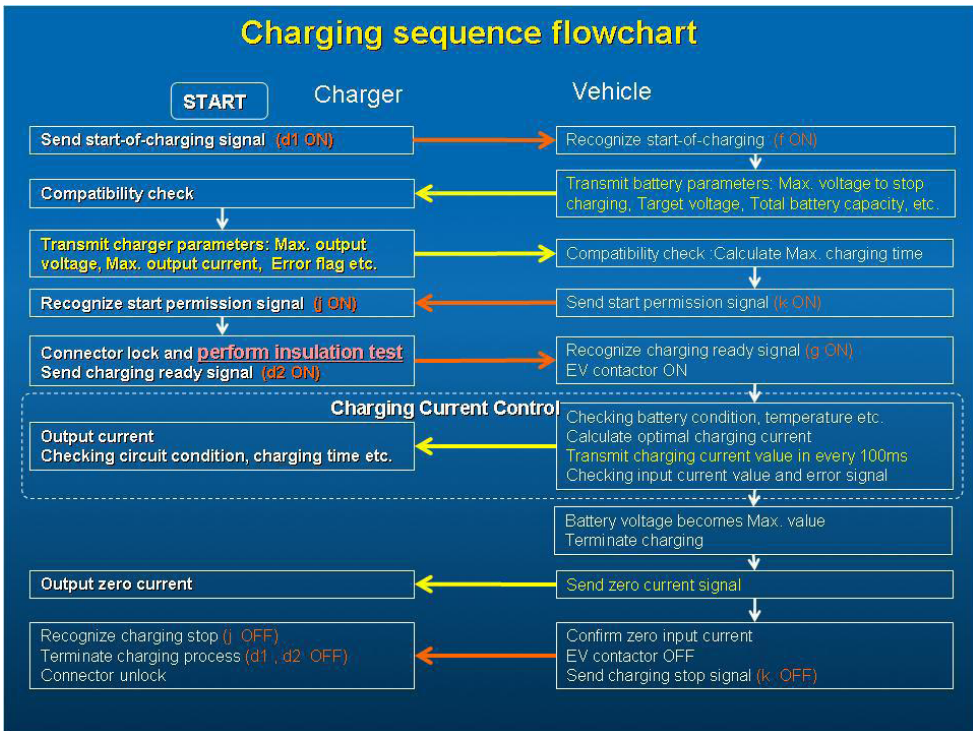 Charging sequence flowchart
START
Charger
Vehicle
Send start-of-charging signal (d1 ON)
Recognize start-of-charging (f ON)
Compatibility check
Transmit battery parameters: Max. voltage to stop
charging, Target voltage, Total battery capacity, etc.
Transmit charger parameters: Max. output
voltage, Max. output current, Error flag etc.
Compatibility check :Calculate Max. charging time
Recognize start permission signal (j ON)
Send start permission signal (k ON)
Connector lock and perform insulation test
Send charging ready signal (d2 ON)
Recognize charging ready signal (g ON)
EV contactor ON
Charging Current Control
Output current
Checking circuit condition, charging time etc.
Checking battery condition, temperature etc.
Calculate optimal charging current
Transmit charging current value in every 100ms
Checking input current value and error signal
Battery voltage becomes Max. value
Terminate charging
Output zero current
Send zero current signal
Recognize charging stop (j OFF)
Terminate charging process (d1 , d2 OFF)
Connector unlock
Confirm zero input current
EV contactor OFF
Send charging stop signal (k OFF)